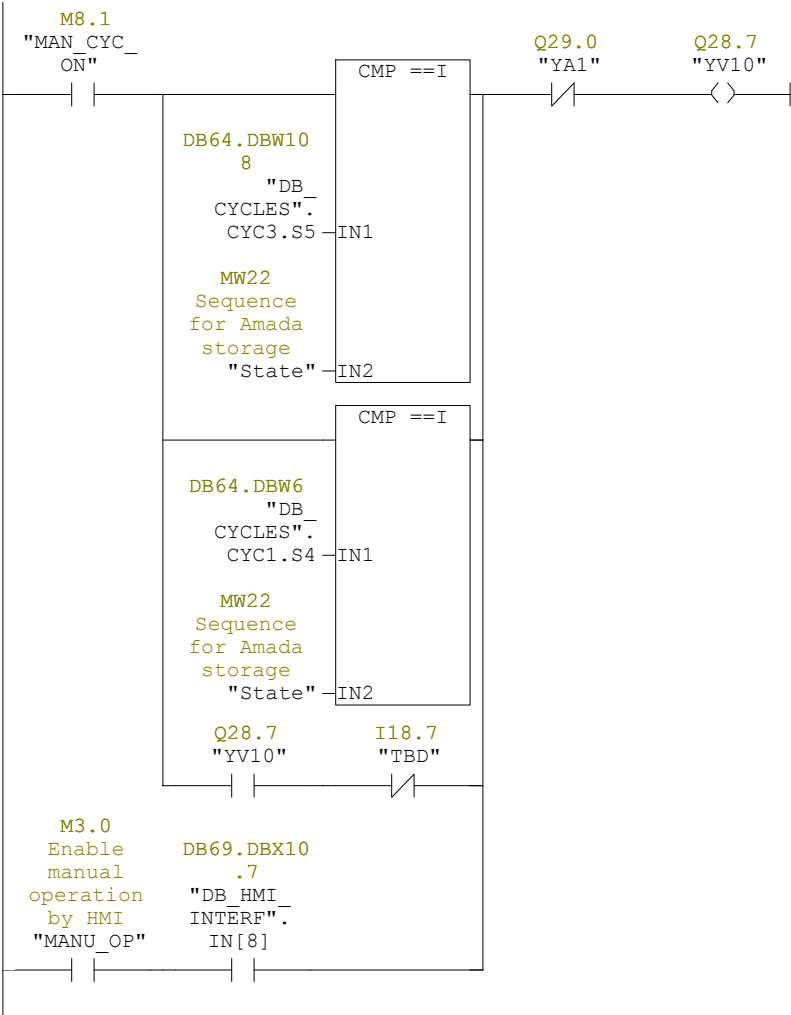 M8.1
"MAN_CYC_
ON"
CMP ==I
Q29.0
"YA1"
Q28.7
"YV10"
DB64.DBW10
8
"DB_
CYCLES".
CYC3.S5
IN1
MW22
Sequence
for Amada
storage
"State"
IN2
CMP ==I
DB64.DBW6
"DB_
CYCLES".
CYC1.S4
IN1
MW22
Sequence
for Amada
storage
"State"
IN2
Q28.7
"YV10"
I18.7
"TBD"
M3.0
Enable
manual
operation
by HMI
"MANU_OP"
DB69.DBX10
.7
"DB_HMI_
INTERF".
IN[8]